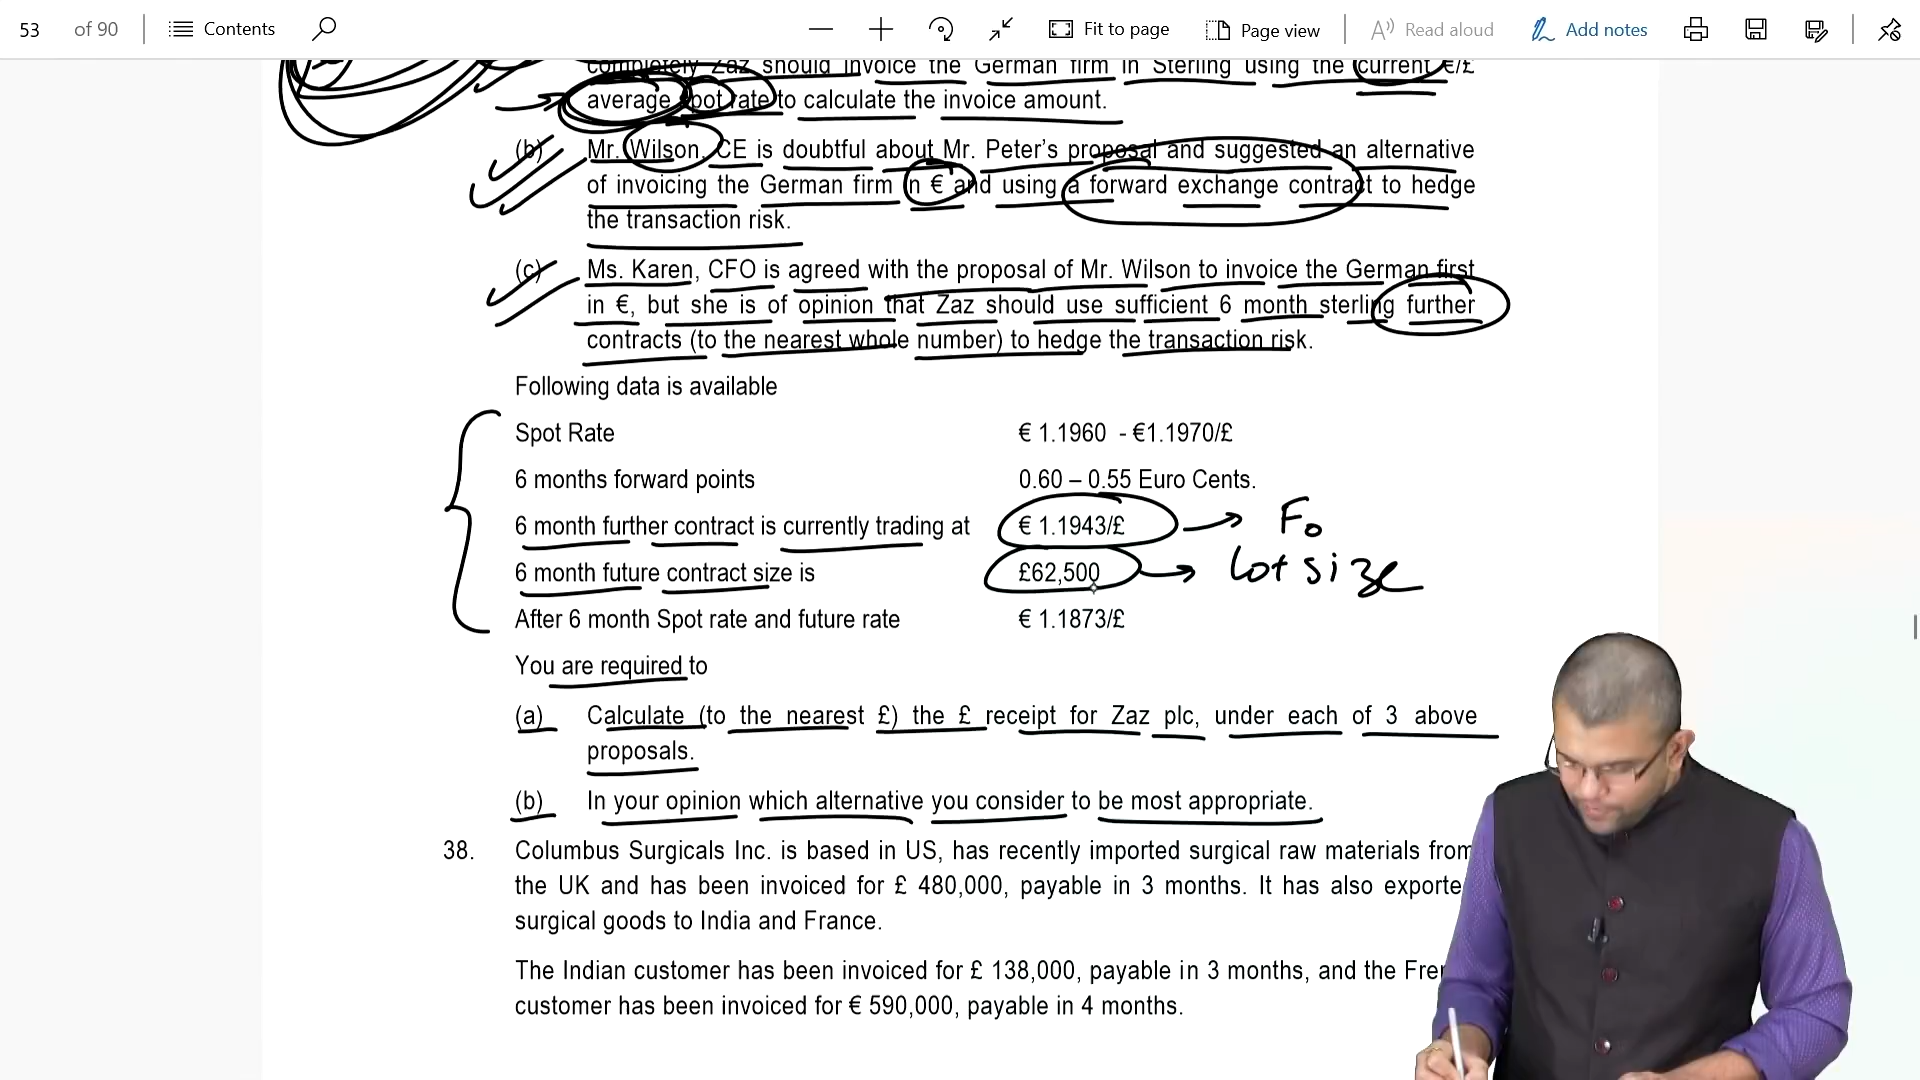 53 of 90 Contents Fit to page Page view Read aloud Add notes
completely Zaz should invoice the German firm in Sterling using the current €/£
average spot rate to calculate the invoice amount.
(b) Mr. Wilson, CE is doubtful about Mr. Peter's proposal and suggested an alternative
of invoicing the German firm in € and using a forward exchange contract to hedge
the transaction risk.
(c) Ms. Karen, CFO is agreed with the proposal of Mr. Wilson to invoice the German first
in €, but she is of opinion that Zaz should use sufficient 6 month sterling further
contracts (to the nearest whole number) to hedge the transaction risk.
Following data is available
Spot Rate € 1.1960 - €1.1970/£
6 months forward points 0.60 – 0.55 Euro Cents.
6 month further contract is currently trading at € 1.1943/£ → F0
6 month future contract size is £62,500 → Lot size
After 6 month Spot rate and future rate € 1.1873/£
You are required to
(a) Calculate (to the nearest £) the £ receipt for Zaz plc, under each of 3 above
proposals.
(b) In your opinion which alternative you consider to be most appropriate.
38. Columbus Surgicals Inc. is based in US, has recently imported surgical raw materials from
the UK and has been invoiced for £ 480,000, payable in 3 months. It has also exporte
surgical goods to India and France.
The Indian customer has been invoiced for £ 138,000, payable in 3 months, and the Fre
customer has been invoiced for € 590,000, payable in 4 months.